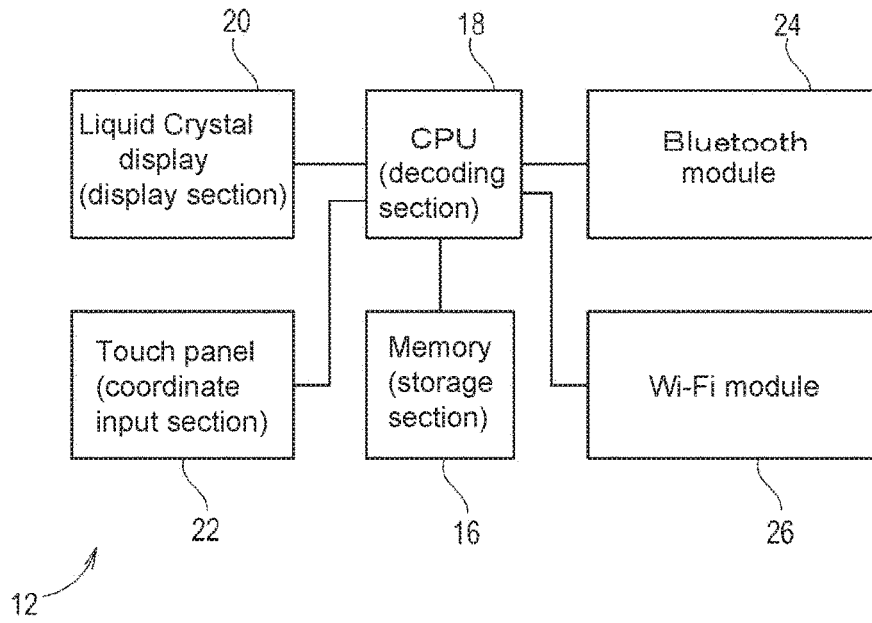 20
18
24
Liquid Crystal
display
(display section)
CPU
(decoding
section)
Bluetooth
module
Touch panel
(coordinate
input section)
Memory
(storage
section)
Wi-Fi module
22
16
26
12